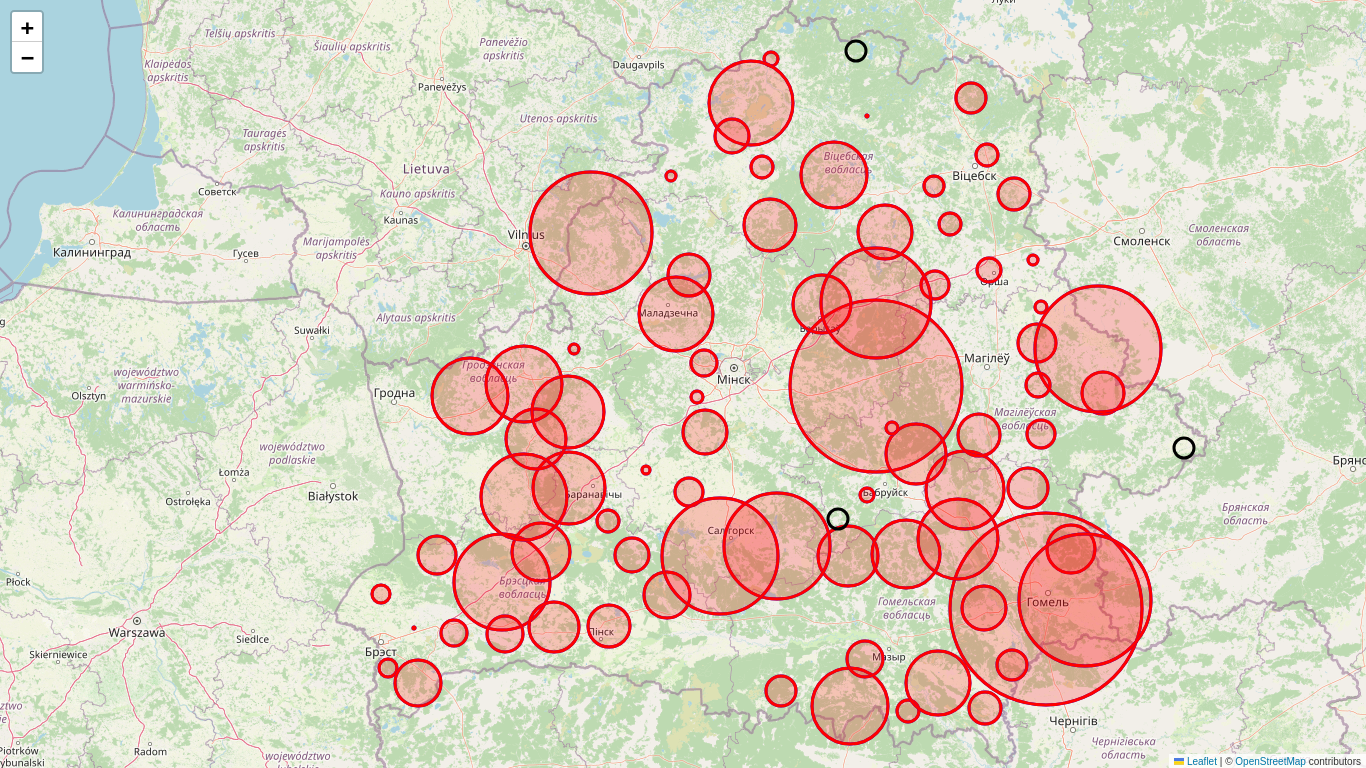 +
−
Луки
Telšių apskritis
Šiaulių apskritis
Panevėžio
apskritis
Klaipėdos
apskritis
Daugavpils
Panevėžys
Utenos apskritis
Tauragės
apskritis
Віцебская
вобласць
Lietuva
Віцебск
Советск
Kauno apskritis
Калининградская
область
Kaunas
Vilnius
Смоленская
область
Смоленск
Marijampolės
apskritis
Калининград
Гусев
Орша
Маладзечна
Alytaus apskritis
Suwałki
Магілёў
Гродзенская
вобласць
Мінск
województwo
warmińsko-
mazurskie
Olsztyn
Гродна
Магілёўская
вобласць
województwo
podlaskie
Łomża
Брянск
Białystok
Ostrołęka
Баранавічы
Бабруйск
Брянская
область
Салігорск
Płock
Брэсцкая
вобласць
Гомельская
вобласць
Гомель
Warszawa
Siedlce
Пінск
Skierniewice
Брэст
Мазыр
Чернігів
Piotrków
Radom
województwo
Чернігівська
область
Leaflet | © OpenStreetMap contributors